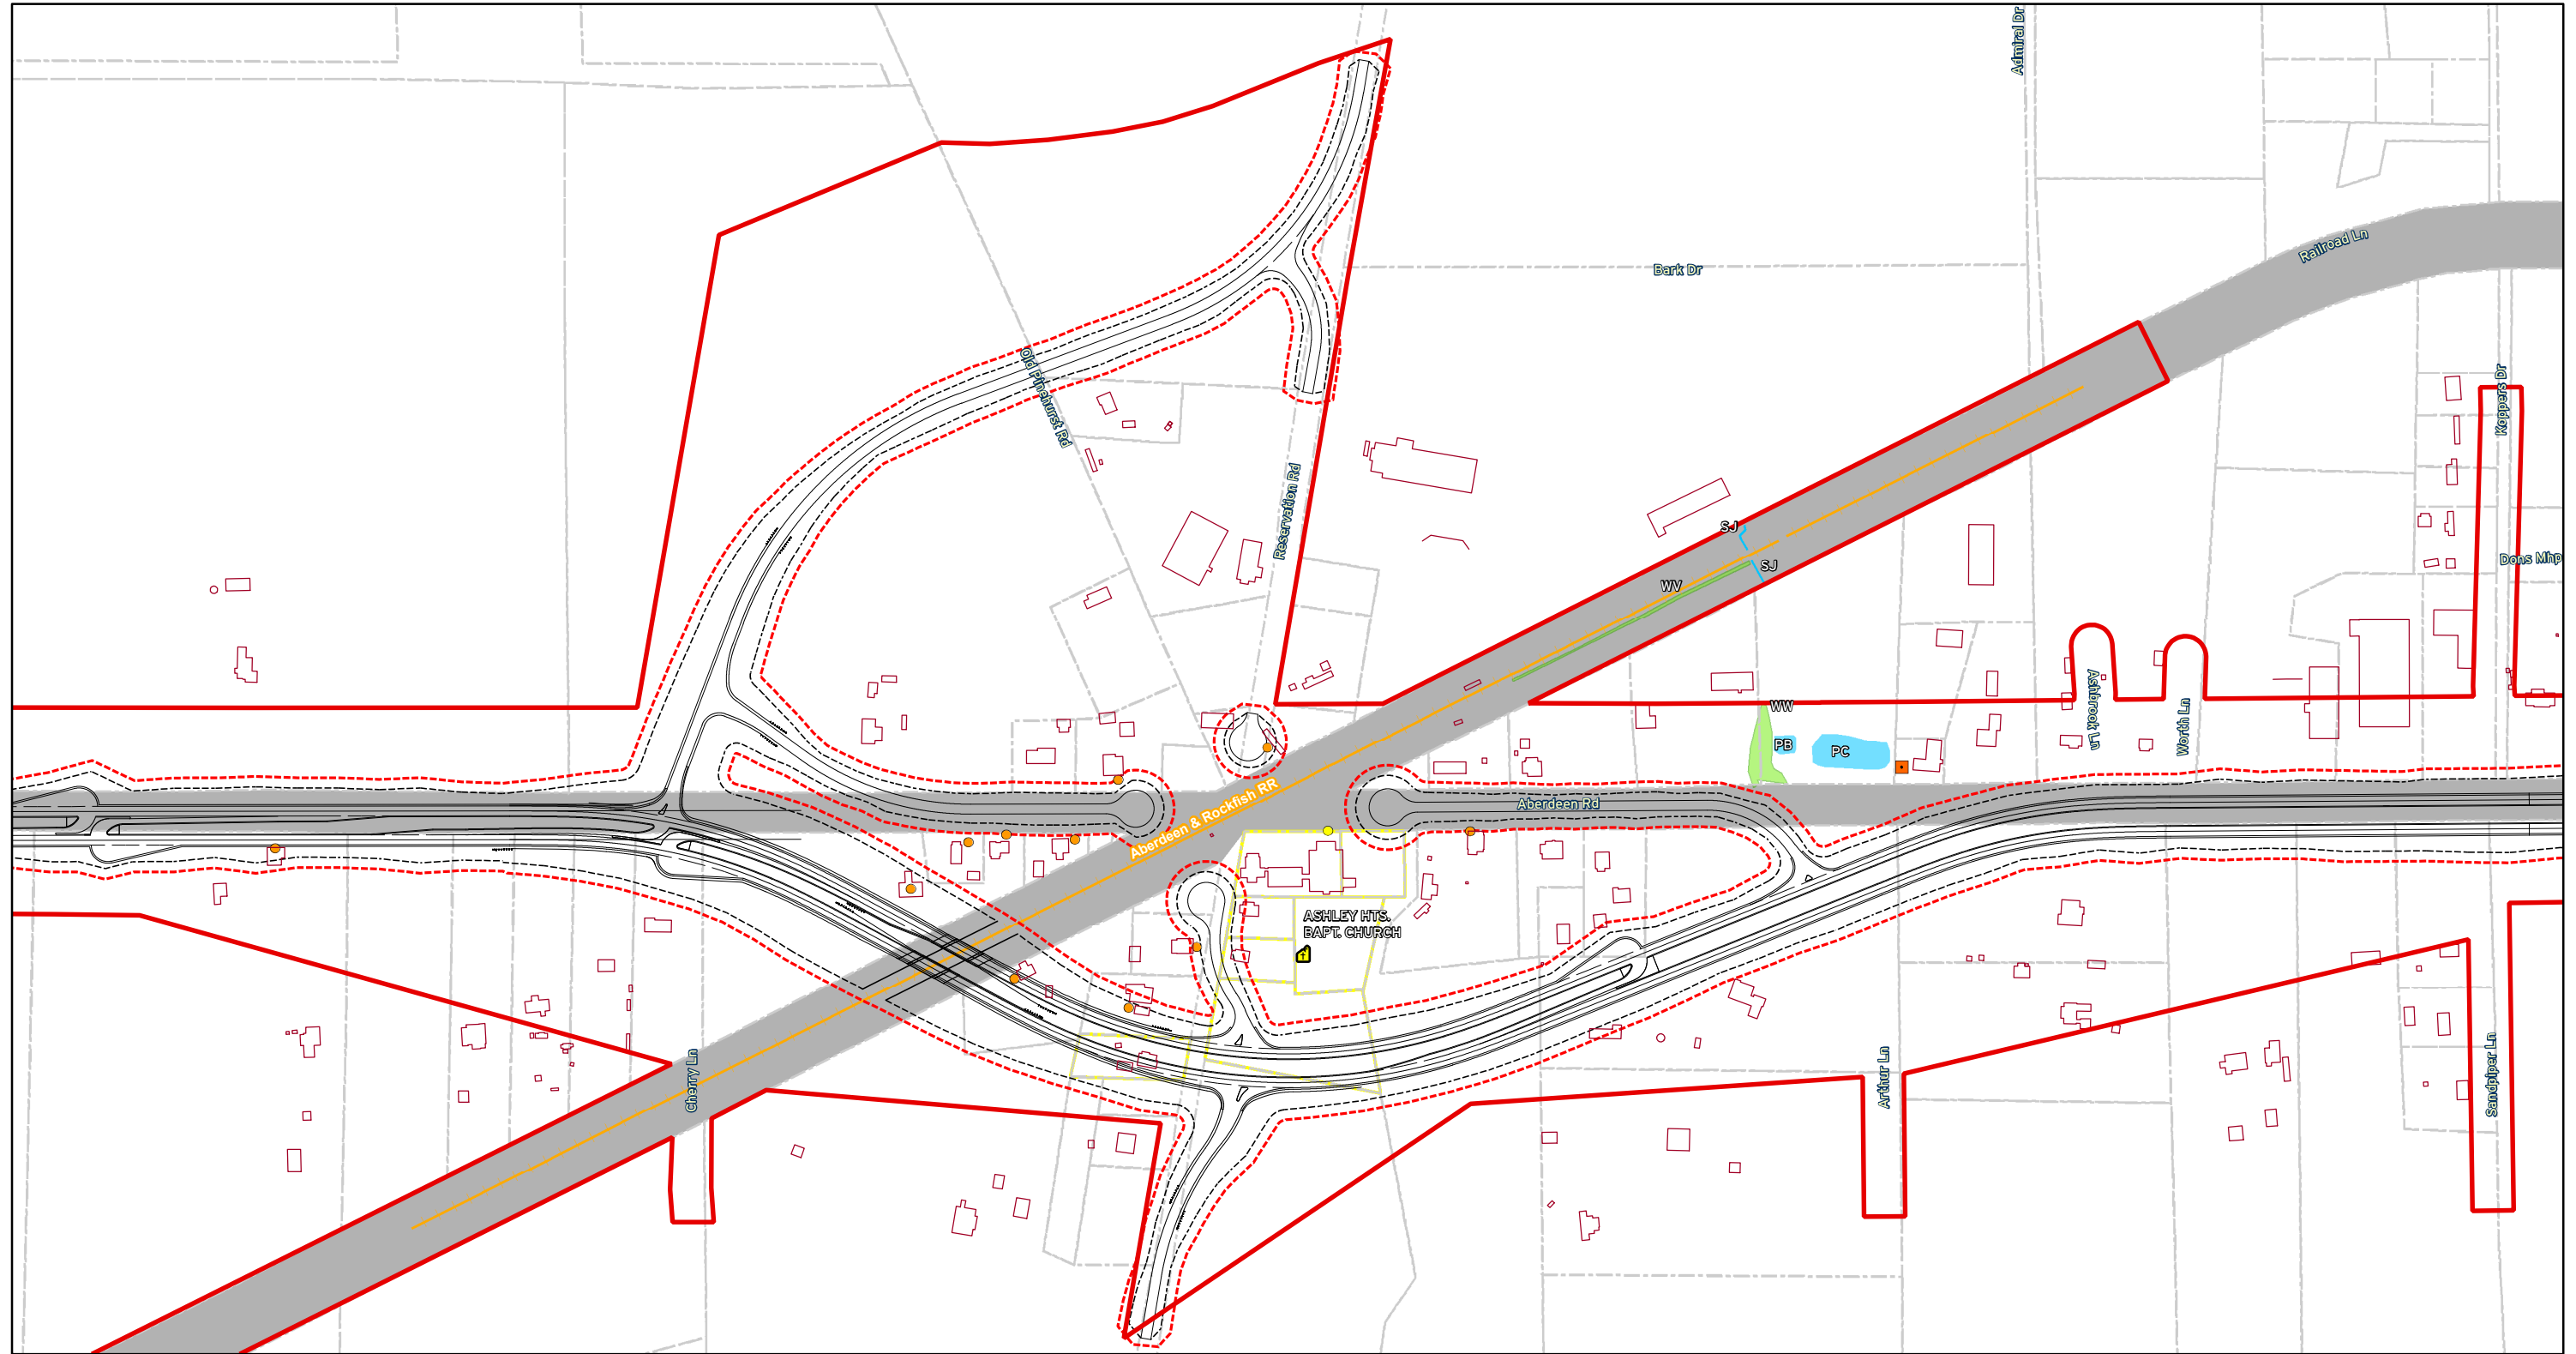 Admiral Dr
Railroad Ln
Bark Dr
Old Pinehurst Rd
Koppers Dr
Reservation Rd
SJ
SJ
Dons Mhp
WV
WW
Ashbrook Ln
Worth Ln
PB
PC
Aberdeen Rd
Aberdeen & Rockfish RR
ASHLEY HTS.
BAPT. CHURCH
Cherry Ln
Arthur Ln
Sandpiper Ln